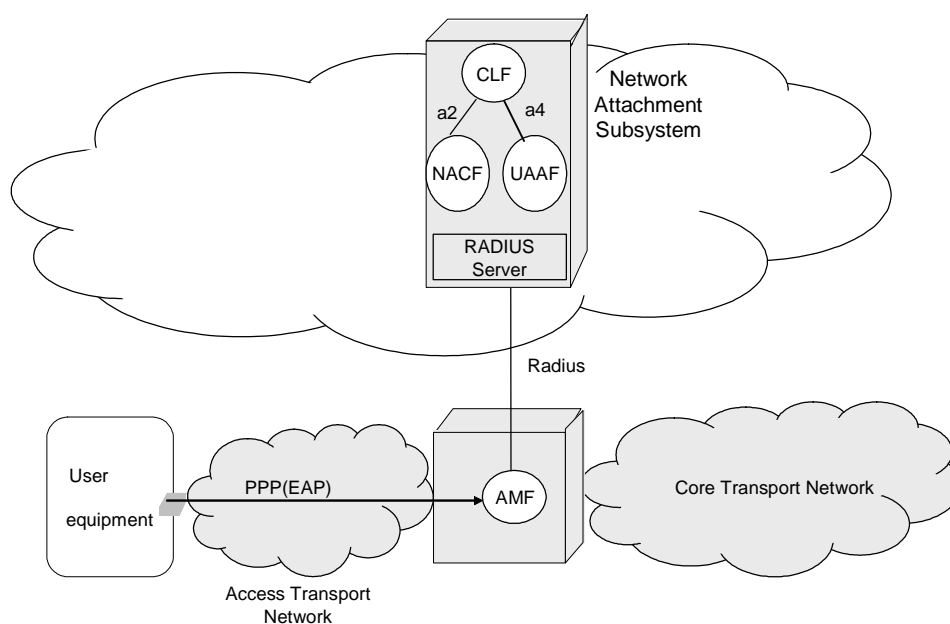 CLF
Network
Attachment
Subsystem
a2
a4
NACF
UAAF
RADIUS
Server
Radius
User
equipment
PPP(EAP)
AMF
Core Transport Network
Access Transport
Network